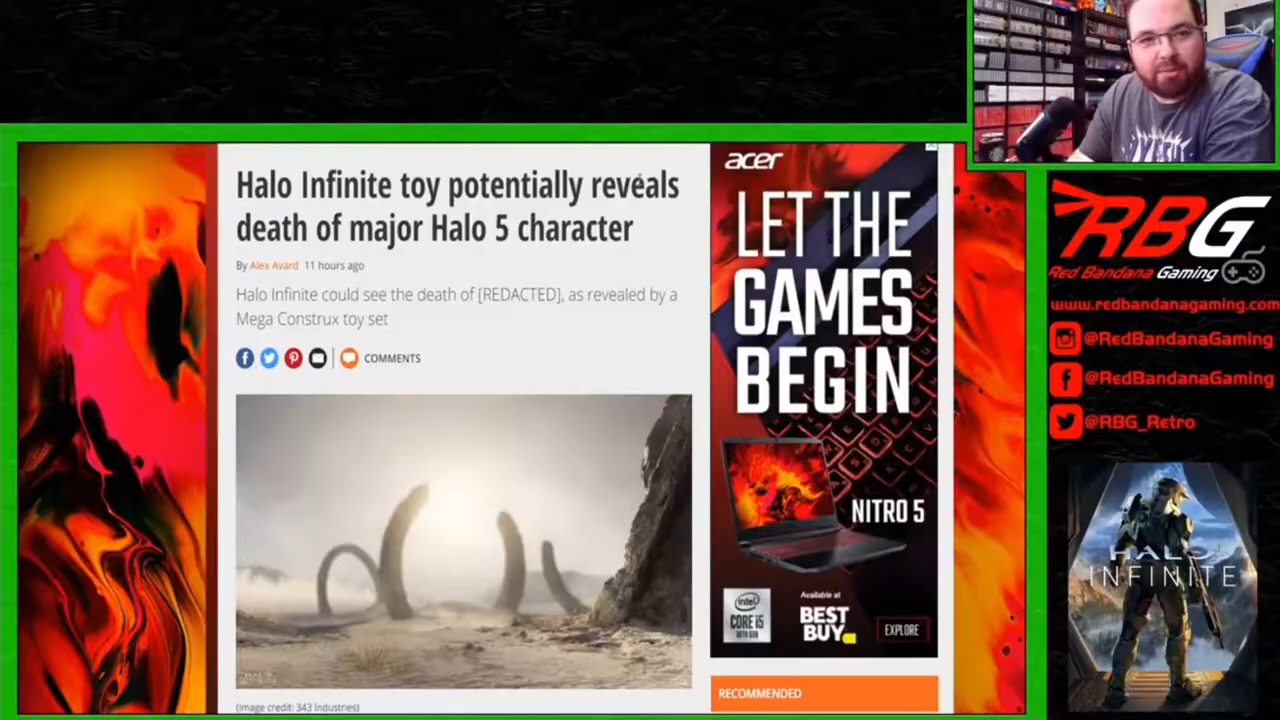 Halo Infinite toy potentially reveals
death of major Halo 5 character
By Alex Avard 11 hours ago
Halo Infinite could see the death of [REDACTED], as revealed by a
Mega Construx toy set
COMMENTS
(Image credit: 343 Industries)
acer
LET THE
GAMES
BEGIN
NITRO 5
intel
CORE i5
Available at
BEST
BUY
EXPLORE
RECOMMENDED
RBG
Red Bandana Gaming
www.redbandanagaming.com
@RedBandanaGaming
@RedBandanaGaming
@RBG_Retro
HALO
INFINITE